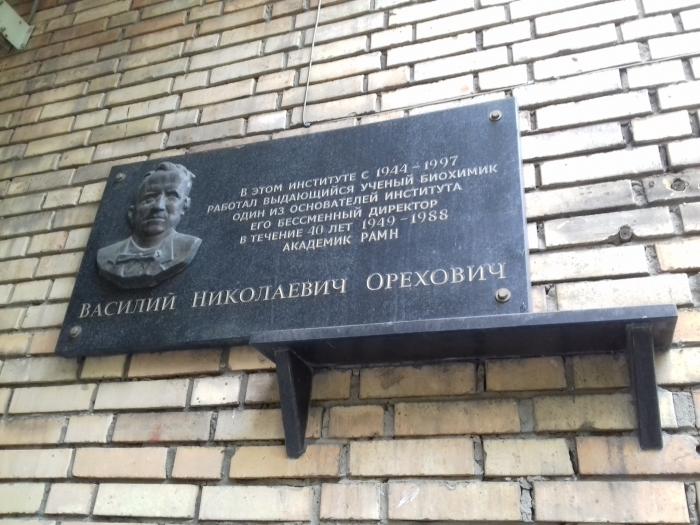 В ЭТОМ ИНСТИТУТЕ С 1944-1997
РАБОТАЛ ВЫДАЮЩИЙСЯ УЧЕНЫЙ БИОХИМИК
ОДИН ИЗ ОСНОВАТЕЛЕЙ ИНСТИТУТА
ЕГО БЕССМЕННЫЙ ДИРЕКТОР
В ТЕЧЕНИЕ 40 ЛЕТ 1949-1988
АКАДЕМИК РАМН
ВАСИЛИЙ НИКОЛАЕВИЧ ОРЕХОВИЧ